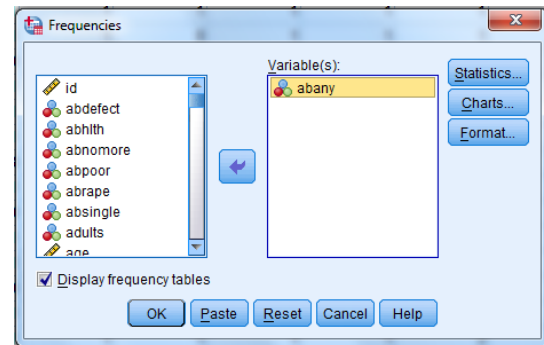 Frequencies
Variable(s):
id
abdefect
abhlth
abnomore
abpoor
abrape
absingle
adults
age
abany
Statistics...
Charts...
Format...
Display frequency tables
OK Paste Reset Cancel Help